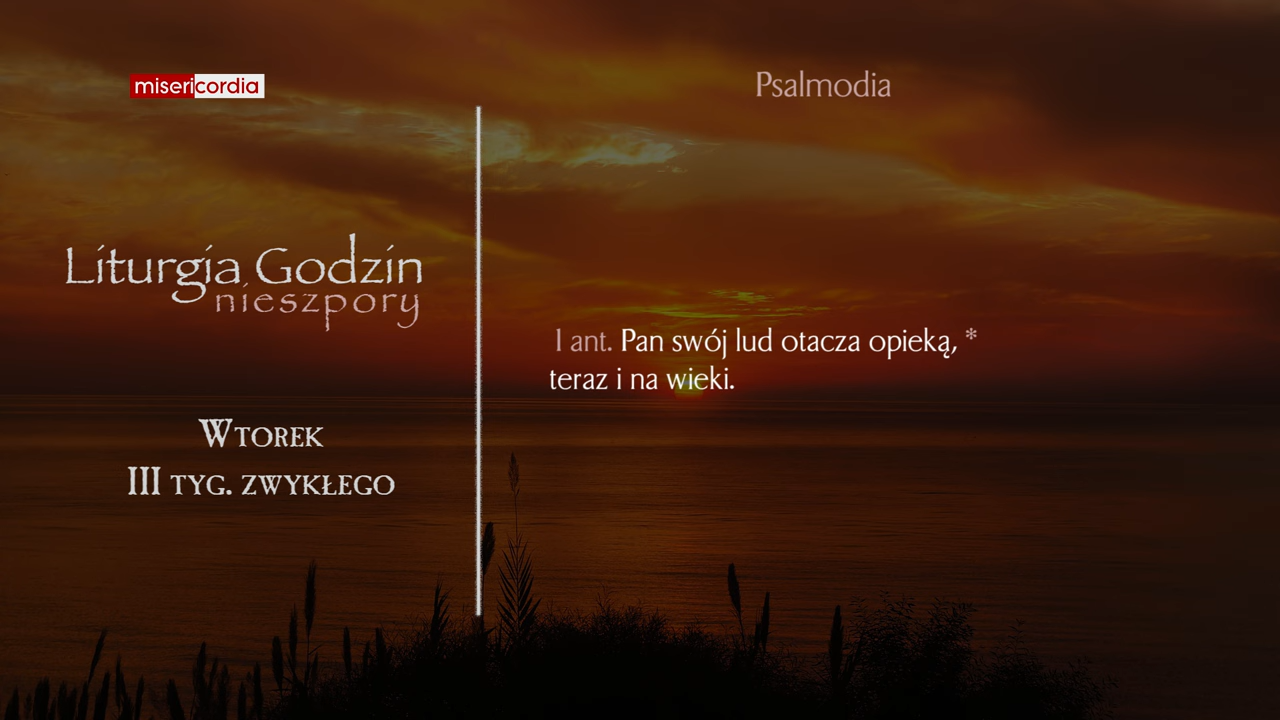 misericordia
Psalmodia
Liturgia Godzin
nieszpory
I ant. Pan swój lud otacza opieką, *
teraz i na wieki.
Wtorek
III tyg. zwykłego